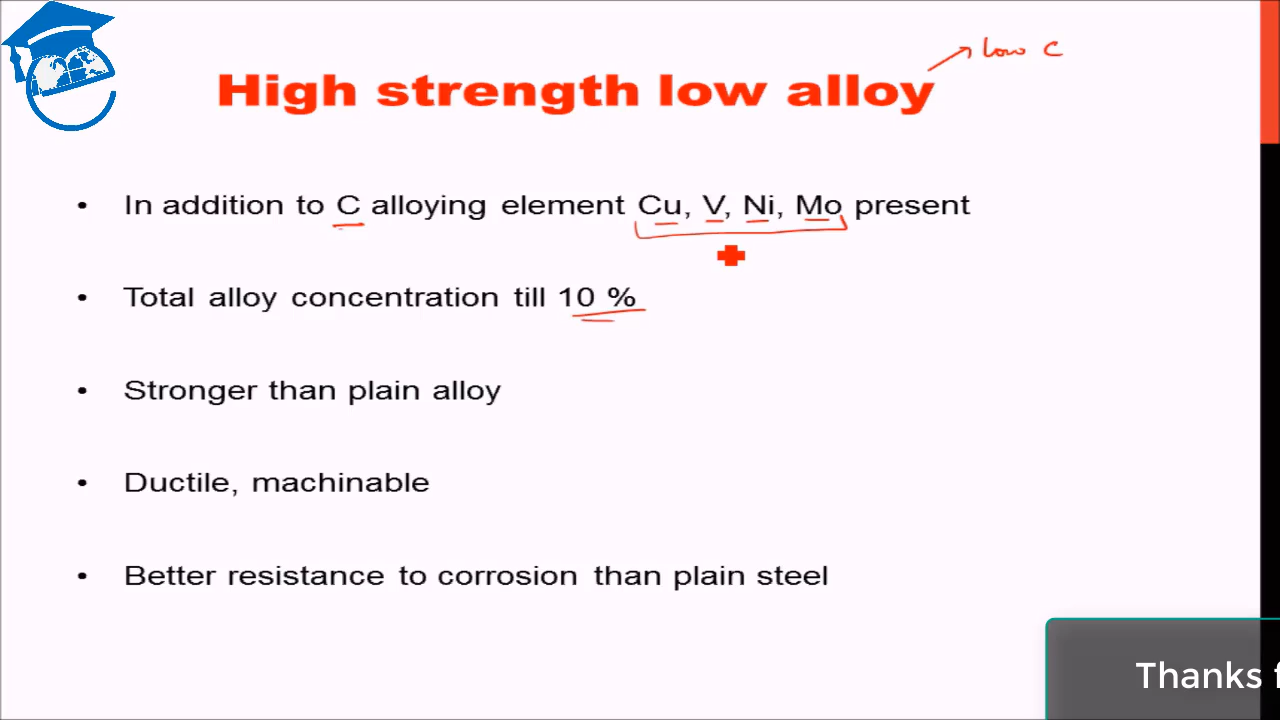 low C
High strength low alloy
• In addition to C alloying element Cu, V, Ni, Mo present
• Total alloy concentration till 10 %
• Stronger than plain alloy
• Ductile, machinable
• Better resistance to corrosion than plain steel
Thanks f